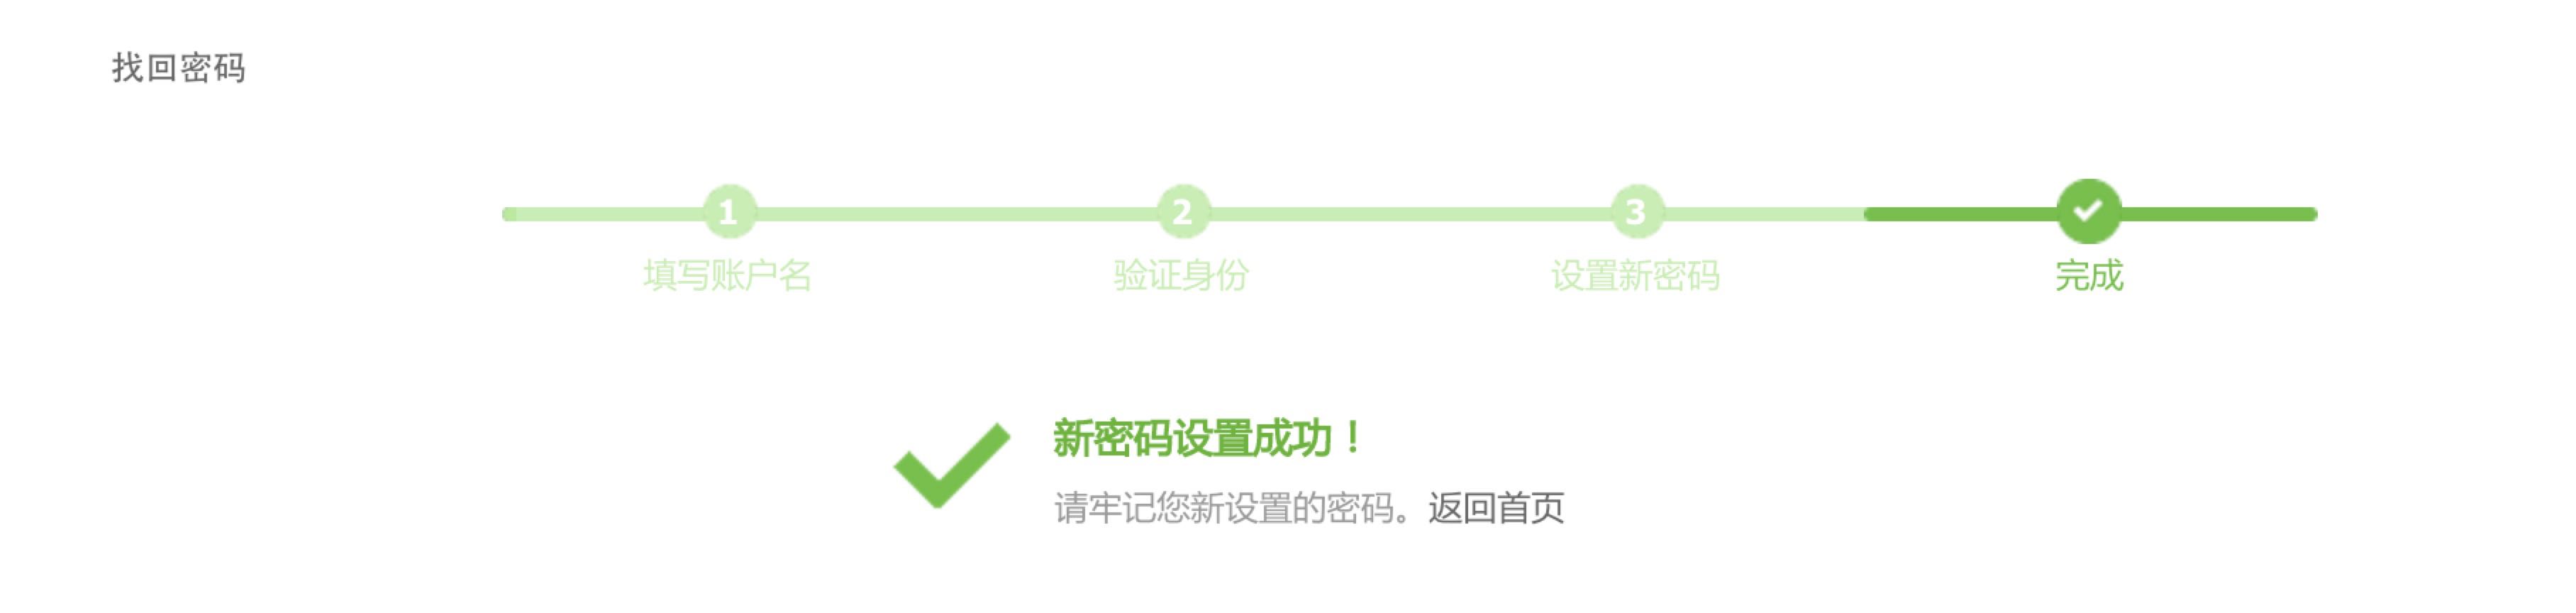 找回密码
1 2 3
填写账户名 验证身份 设置新密码 完成
新密码设置成功！
请牢记您新设置的密码。返回首页